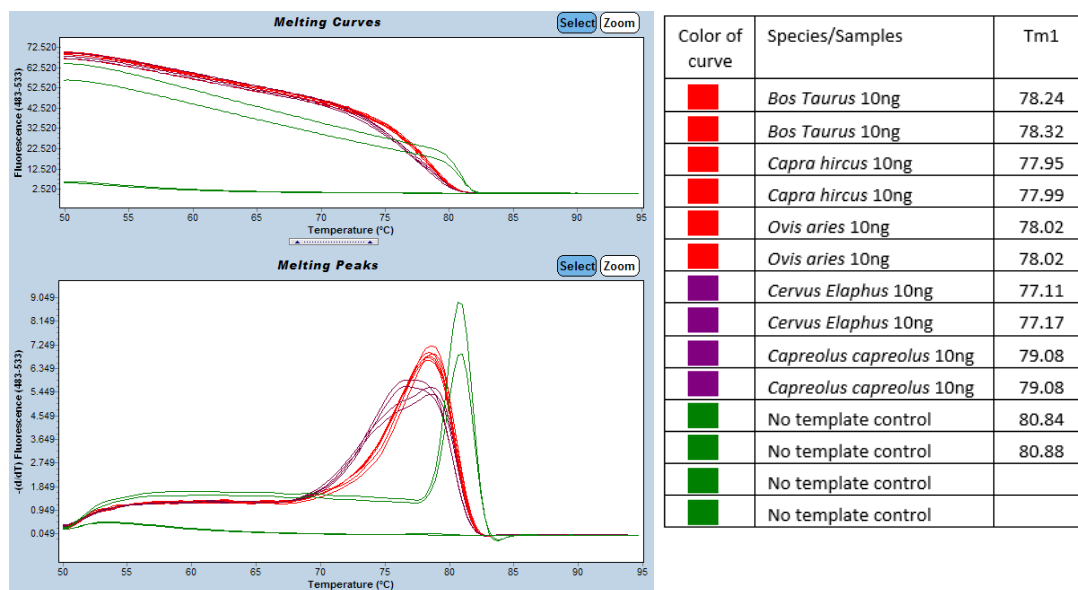 Melting Curves
Select Zoom
72.520
62.520
52.520
42.520
32.520
22.520
12.520
2.520
Fluorescence (483-533)
50 55 60 65 70 75 80 85 90 95
Temperature (°C)
Melting Peaks
Select Zoom
9.049
8.149
7.249
6.349
5.449
4.549
3.649
2.749
1.849
0.949
0.049
-(d/dT) Fluorescence (483-533)
50 55 60 65 70 75 80 85 90 95
Temperature (°C)
Color of curve Species/Samples Tm1
Bos Taurus 10ng 78.24
Bos Taurus 10ng 78.32
Capra hircus 10ng 77.95
Capra hircus 10ng 77.99
Ovis aries 10ng 78.02
Ovis aries 10ng 78.02
Cervus Elaphus 10ng 77.11
Cervus Elaphus 10ng 77.17
Capreolus capreolus 10ng 79.08
Capreolus capreolus 10ng 79.08
No template control 80.84
No template control 80.88
No template control
No template control